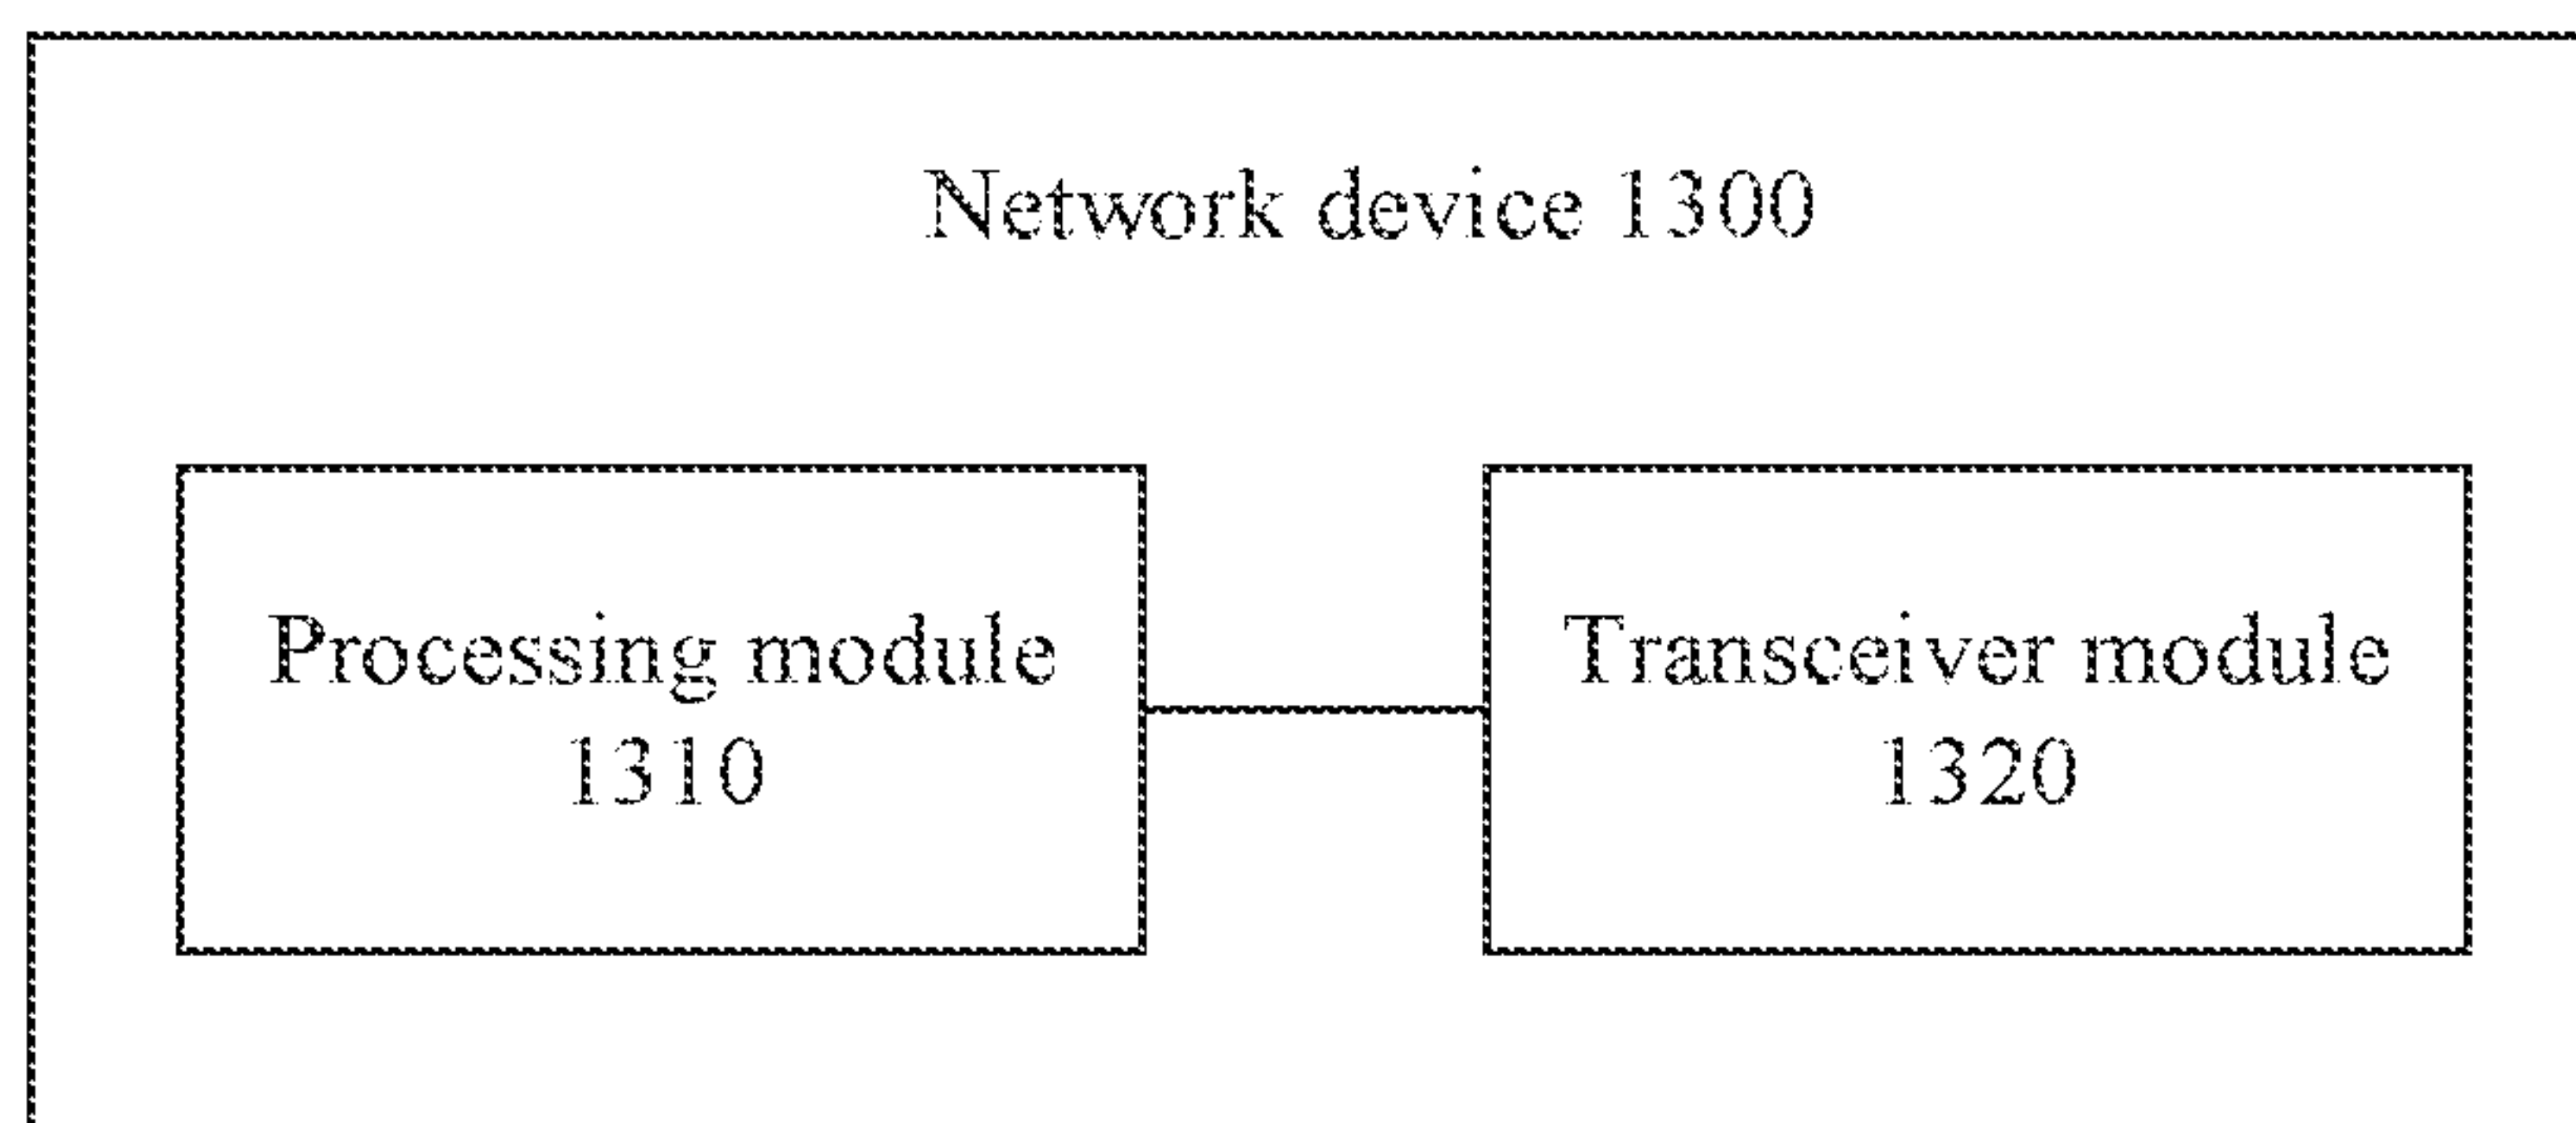 Network device 1300
Processing module
1310
Transceiver module
1320